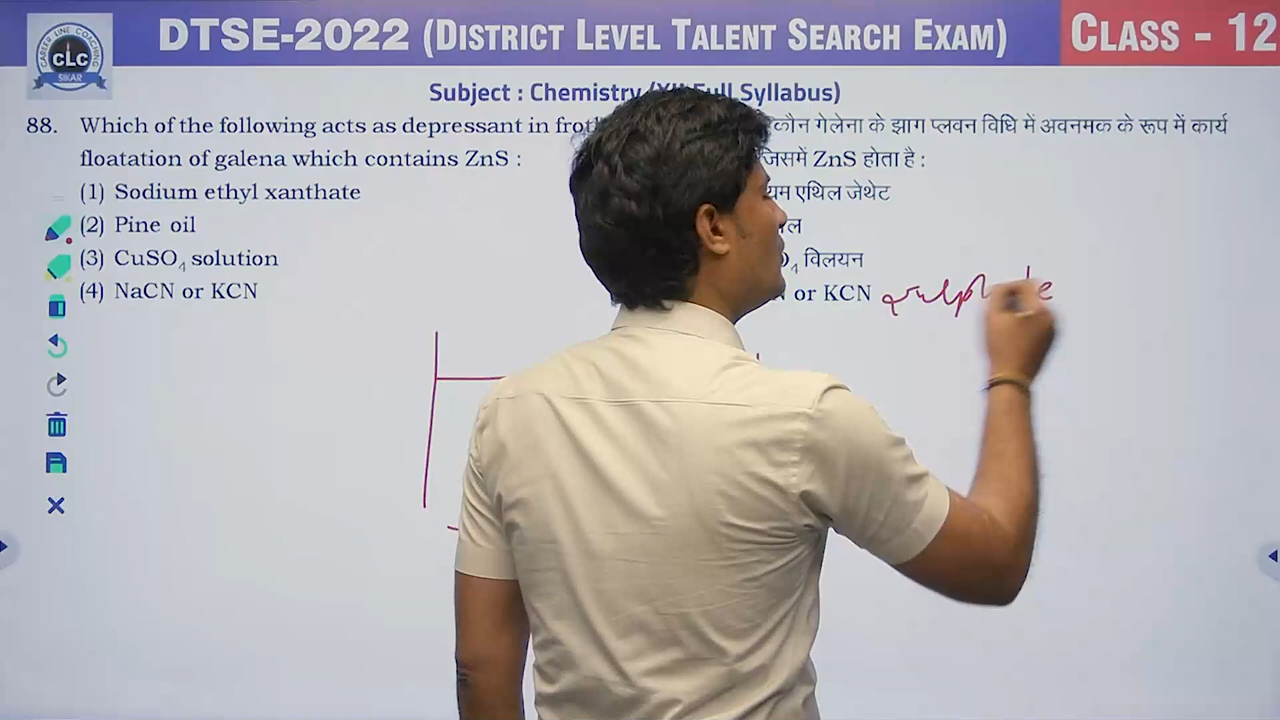 CAREER LINE COACHING
CLC
SIKAR
DTSE-2022 (DISTRICT LEVEL TALENT SEARCH EXAM)
CLASS - 12
Subject : Chemistry Full Syllabus)
88. Which of the following acts as depressant in
floatation of galena which contains ZnS :
(1) Sodium ethyl xanthate
(2) Pine oil
(3) CuSO₄ solution
(4) NaCN or KCN
कौन गेलेना के झाग प्लवन विधि में अवनमक के रूप में कार्य
जिसमें ZnS होता है :
एथिल जेथेट
विलयन
or KCN